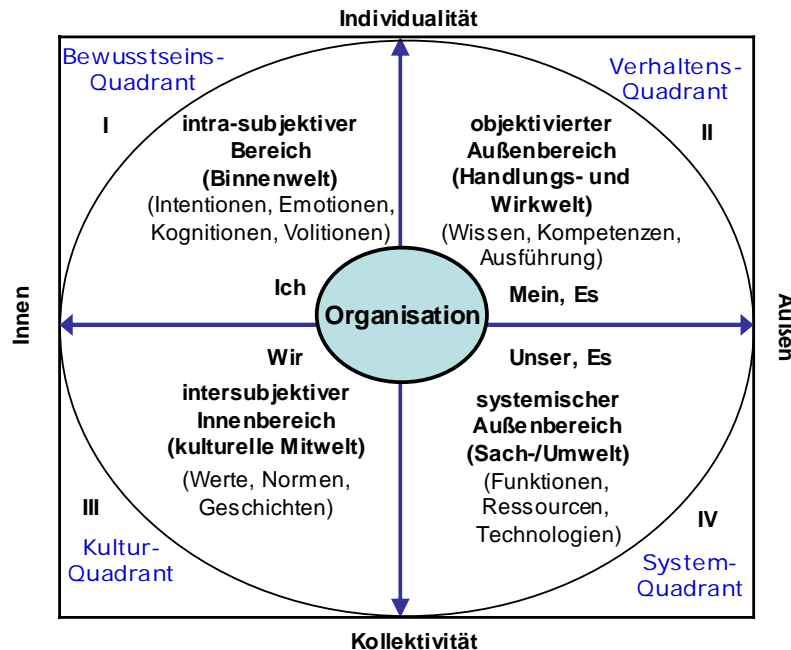 Individualität
Bewusstseins-
Quadrant
I
intra-subjektiver
Bereich
(Binnenwelt)
(Intentionen, Emotionen,
Kognitionen, Volitionen)
Ich
Verhaltens-
Quadrant
II
objektivierter
Außenbereich
(Handlungs- und
Wirkwelt)
(Wissen, Kompetenzen,
Ausführung)
Mein, Es
Innen
Organisation
Außen
Wir
intersubjektiver
Innenbereich
(kulturelle Mitwelt)
(Werte, Normen,
Geschichten)
III
Kultur-
Quadrant
Unser, Es
systemischer
Außenbereich
(Sach-/Umwelt)
(Funktionen,
Ressourcen,
Technologien)
IV
System-
Quadrant
Kollektivität